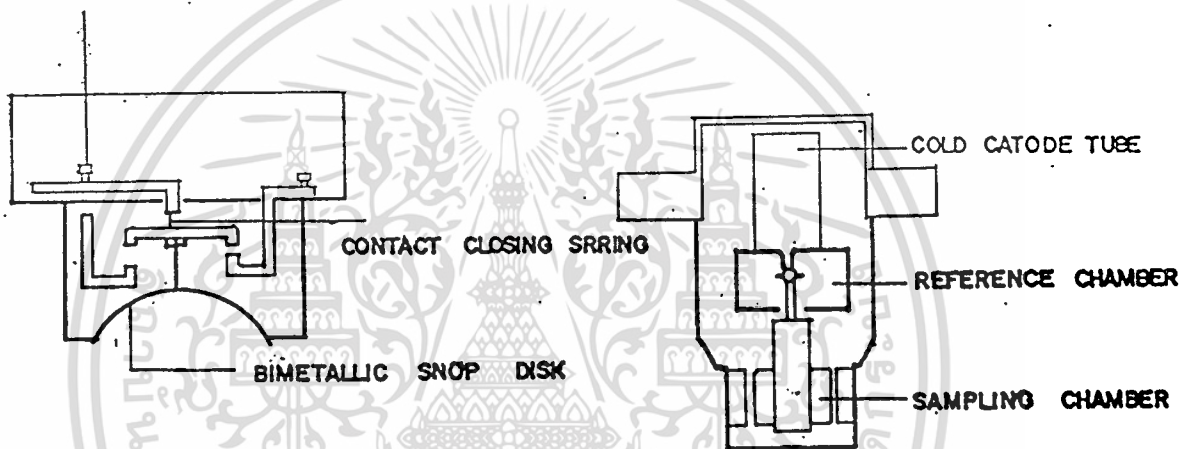 COLD CATODE TUBE
CONTACT CLOSING SRRING
REFERENCE CHAMBER
BIMETALLIC SNOP DISK
SAMPLING CHAMBER